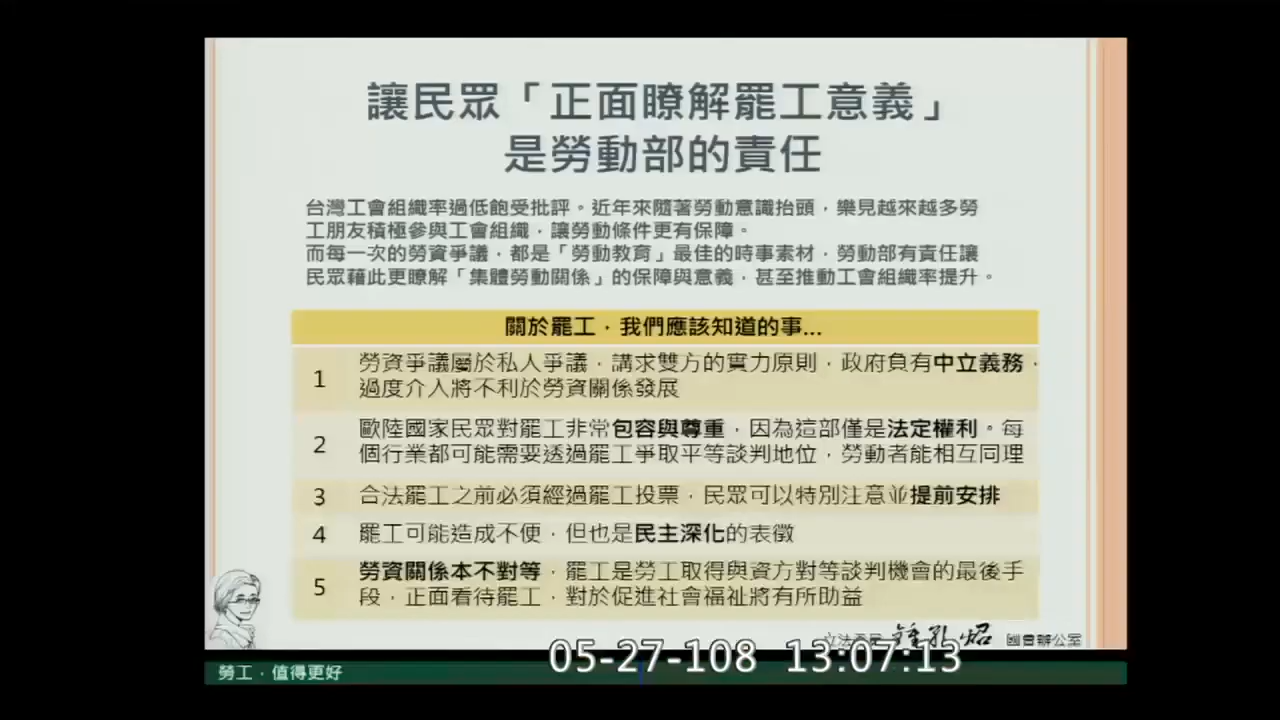 讓民眾「正面瞭解罷工意義」
是勞動部的責任
台灣工會組織率過低飽受批評。近年來隨著勞動意識抬頭，樂見越來越多勞
工朋友積極參與工會組織，讓勞動條件更有保障。
而每一次的勞資爭議，都是「勞動教育」最佳的時事素材，勞動部有責任讓
民眾藉此更瞭解「集體勞動關係」的保障與意義，甚至推動工會組織率提升。
關於罷工，我們應該知道的事...
1
勞資爭議屬於私人爭議，講求雙方的實力原則，政府負有中立義務，
過度介入將不利於勞資關係發展
2
歐陸國家民眾對罷工非常包容與尊重，因為這部僅是法定權利。每
個行業都可能需要透過罷工爭取平等談判地位，勞動者能相互同理
3
合法罷工之前必須經過罷工投票，民眾可以特別注意並提前安排
4
罷工可能造成不便，但也是民主深化的表徵
5
勞資關係本不對等，罷工是勞工取得與資方對等談判機會的最後手
段，正面看待罷工，對於促進社會福祉將有所助益
立法委員 鍾孔炤 國會辦公室
05-27-108 13:07:13
勞工，值得更好